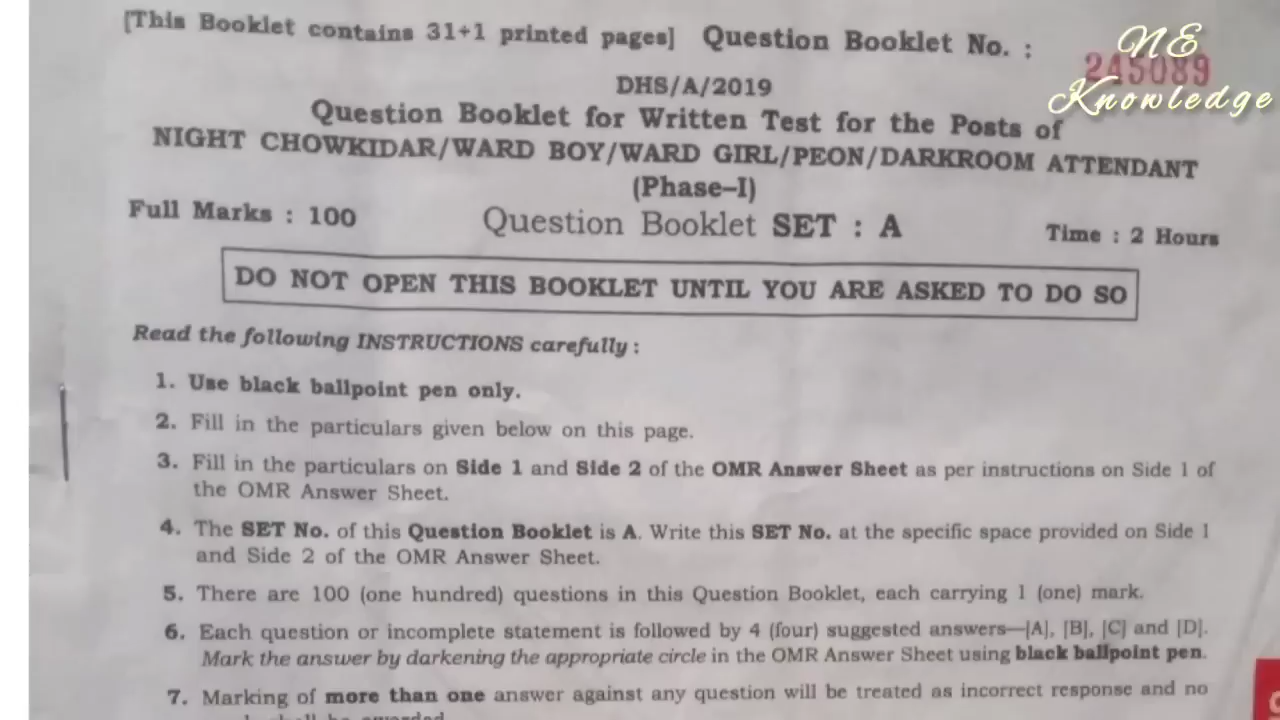 [This Booklet contains 31+1 printed pages] Question Booklet No. :
NE
245089
Knowledge
DHS/A/2019
Question Booklet for Written Test for the Posts of
NIGHT CHOWKIDAR/WARD BOY/WARD GIRL/PEON/DARKROOM ATTENDANT
(Phase–I)
Full Marks : 100 Question Booklet SET : A Time : 2 Hours
DO NOT OPEN THIS BOOKLET UNTIL YOU ARE ASKED TO DO SO
Read the following INSTRUCTIONS carefully :
1. Use black ballpoint pen only.
2. Fill in the particulars given below on this page.
3. Fill in the particulars on Side 1 and Side 2 of the OMR Answer Sheet as per instructions on Side 1 of
the OMR Answer Sheet.
4. The SET No. of this Question Booklet is A. Write this SET No. at the specific space provided on Side 1
and Side 2 of the OMR Answer Sheet.
5. There are 100 (one hundred) questions in this Question Booklet, each carrying 1 (one) mark.
6. Each question or incomplete statement is followed by 4 (four) suggested answers—[A], [B], [C] and [D].
Mark the answer by darkening the appropriate circle in the OMR Answer Sheet using black ballpoint pen.
7. Marking of more than one answer against any question will be treated as incorrect response and no